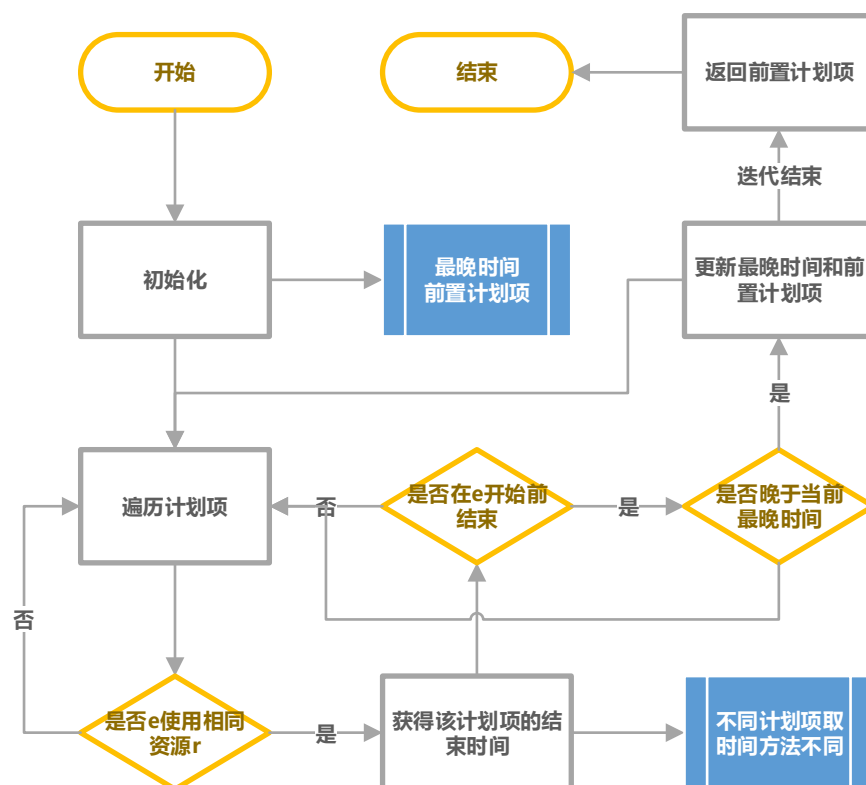 开始
结束
返回前置计划项
迭代结束
初始化
最晚时间
前置计划项
更新最晚时间和前
置计划项
是
遍历计划项
否
是否在e开始前
结束
是
是否晚于当前
最晚时间
否
是否e使用相同
资源r
是
获得该计划项的结
束时间
不同计划项取
时间方法不同